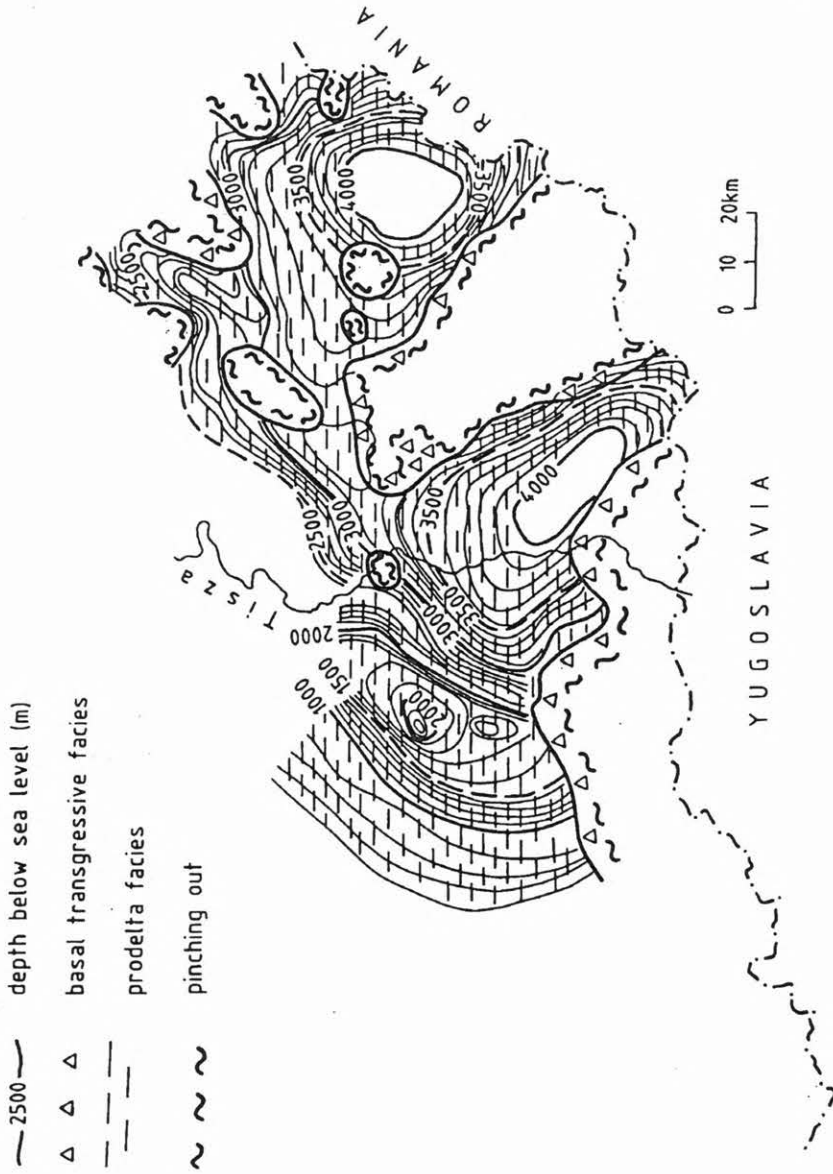 2500 depth below sea level (m)
basal transgressive facies
prodelta facies
pinching out
ROMANIA
YUGOSLAVIA
Tisza
2500
3000
3500
4000
3500
2500
3000
3500
4000
3000
3500
2000
1500
1000
2000
0 10 20km